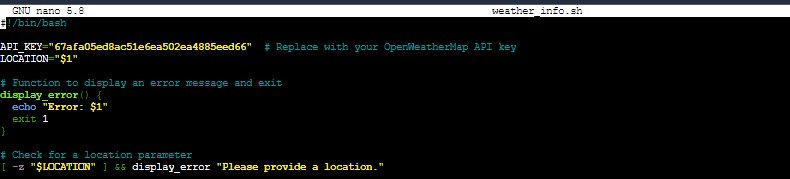 GNU nano 5.8 weather_info.sh
#!/bin/bash
API_KEY="67afa05ed8ac51e6ea502ea4885eed66" # Replace with your OpenWeatherMap API key
LOCATION="$1"
# Function to display an error message and exit
display_error() {
echo "Error: $1"
exit 1
}
# Check for a location parameter
[ -z "$LOCATION" ] && display_error "Please provide a location."